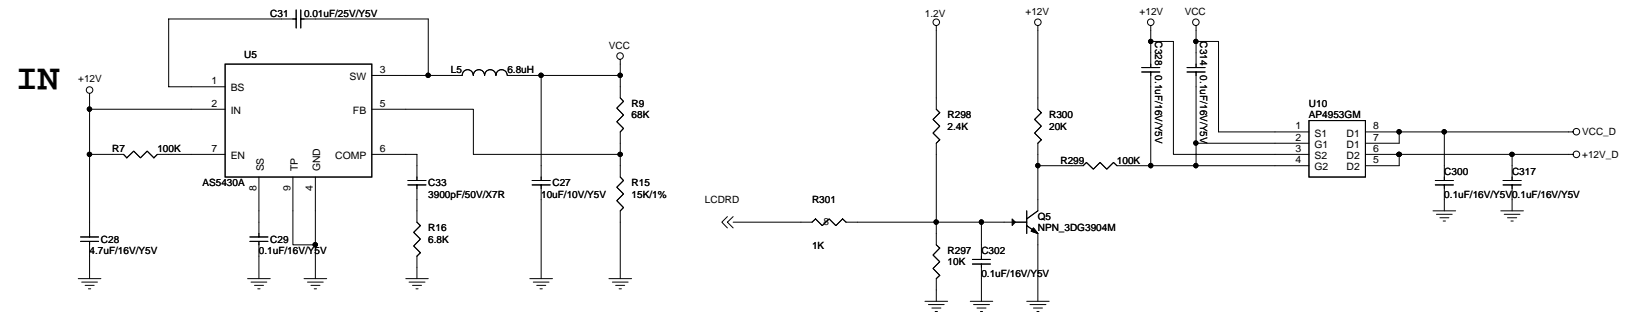 IN
+12V
C31
0.01uF/25V/Y5V
U5
1
BS
2
IN
7
EN
SW
3
FB
5
COMP
6
SS
TP
GND
8
9
4
AS5430A
R7
100K
L5
6.8uH
VCC
R9
68K
R15
15K/1%
C33
3900pF/50V/X7R
R16
6.8K
C27
10uF/10V/Y5V
C28
4.7uF/16V/Y5V
C29
0.1uF/16V/Y5V
LCDRD
R301
1K
1.2V
R298
2.4K
R297
10K
C302
0.1uF/16V/Y5V
+12V
R300
20K
Q5
NPN_3DG3904M
R299
100K
+12V
C328
0.1uF/16V/Y5V
VCC
C314
0.1uF/16V/Y5V
U10
AP4953GM
1
S1
2
G1
3
S2
4
G2
D1
8
D1
7
D2
6
D2
5
VCC_D
+12V_D
C300
0.1uF/16V/Y5V
C317
0.1uF/16V/Y5V